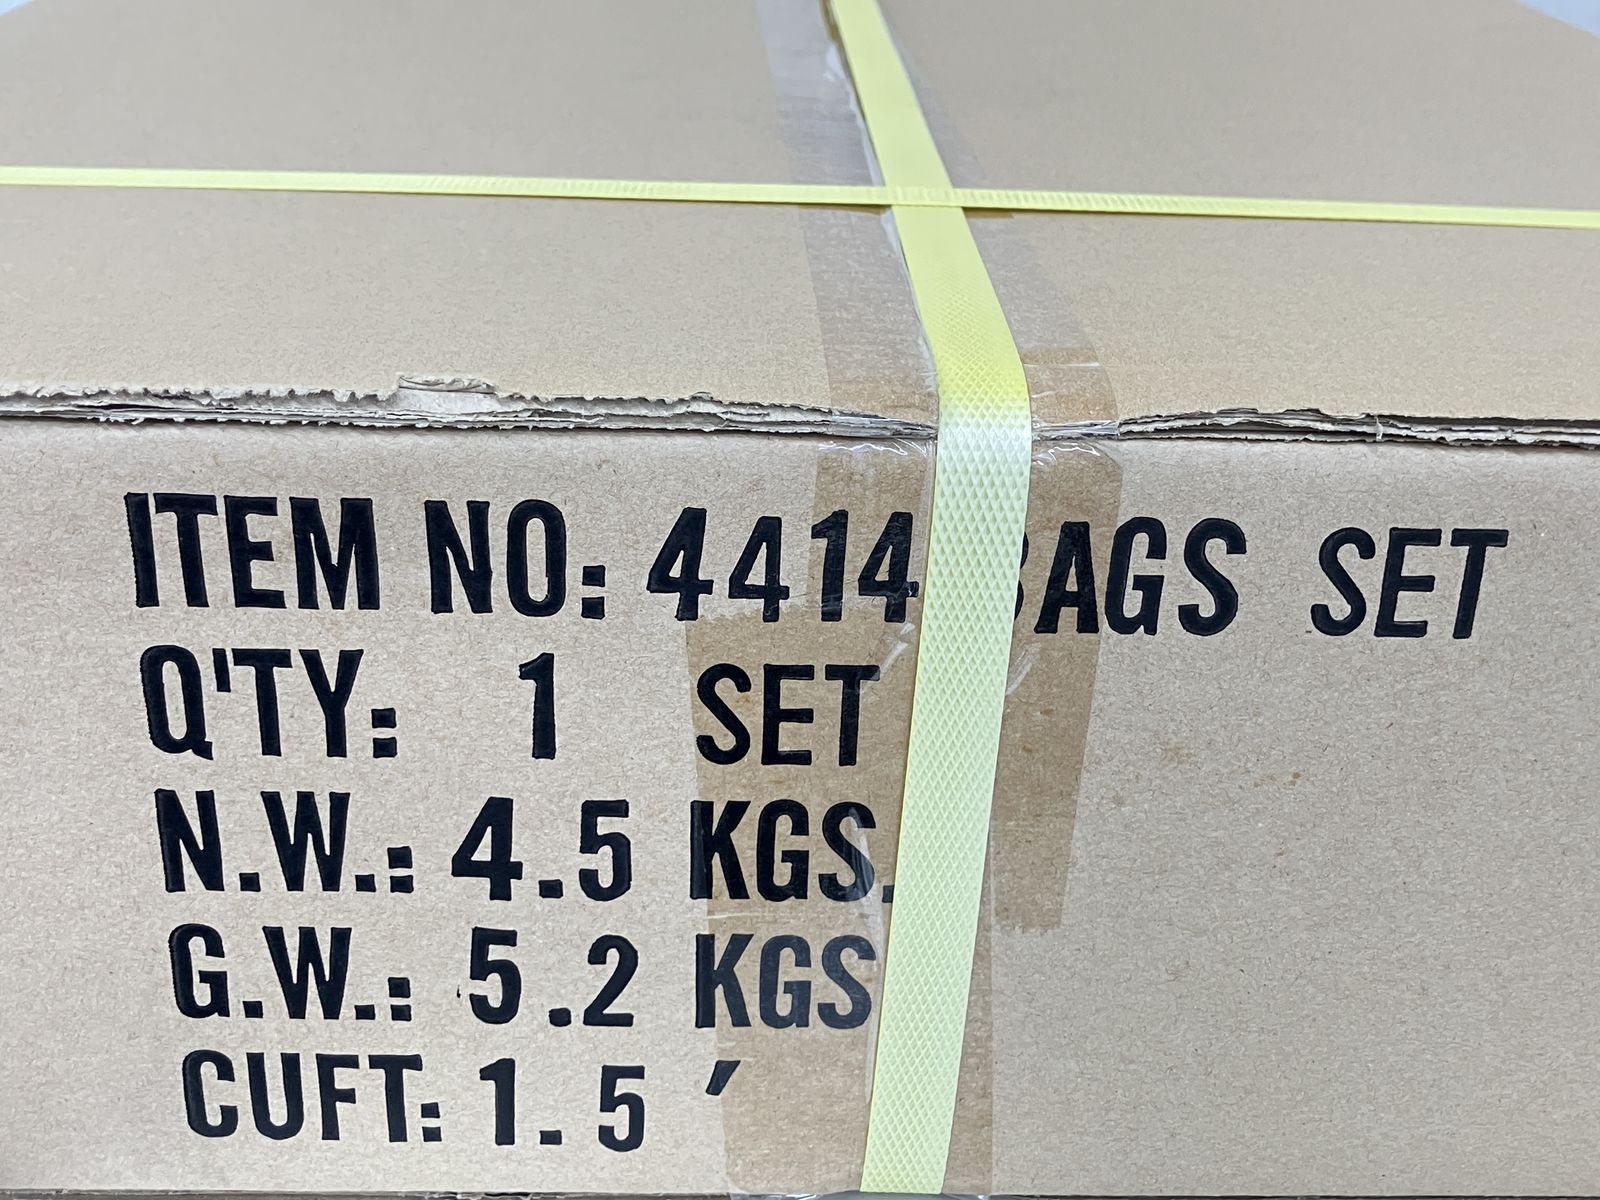 ITEM NO: 4414 BAGS SET
Q'TY: 1 SET
N.W.: 4.5 KGS.
G.W.: 5.2 KGS
CUFT: 1.5 '